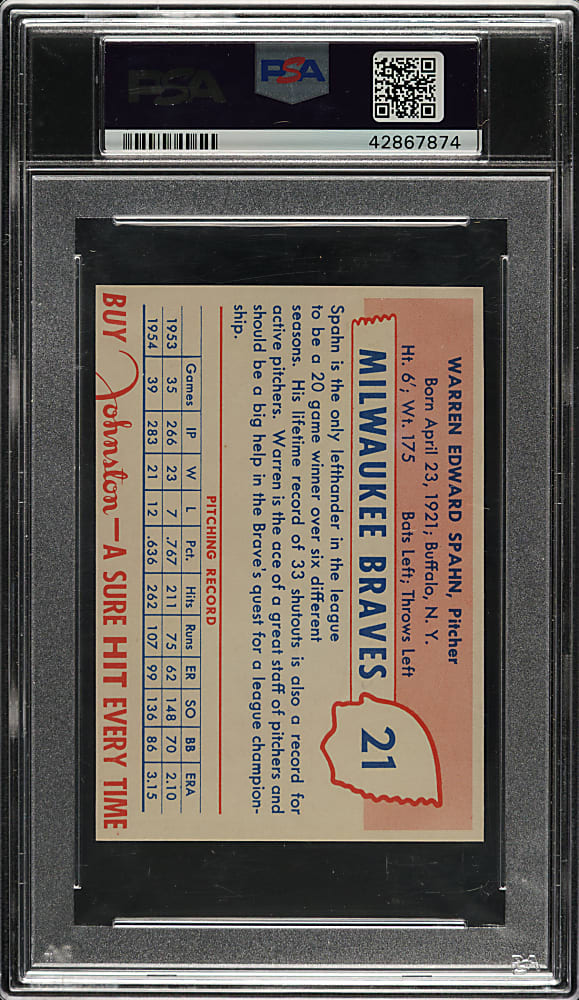 PSA
PSA
42867874
WARREN EDWARD SPAHN, Pitcher
Born April 23, 1921; Buffalo, N. Y.
Ht. 6'; Wt. 175 Bats Left; Throws Left
MILWAUKEE BRAVES 21
Spahn is the only lefthander in the league
to be a 20 game winner over six different
seasons. His lifetime record of 33 shutouts is also a record for
active pitchers. Warren is the ace of a great staff of pitchers and
should be a big help in the Brave's quest for a league champion-
ship.
PITCHING RECORD
Games IP W L Pct. Hits Runs ER SO BB ERA
1953 35 266 23 7 .767 211 75 62 148 70 2.10
1954 39 283 21 12 .636 262 107 99 136 86 3.15
BUY Johnston—A SURE HIT EVERY TIME